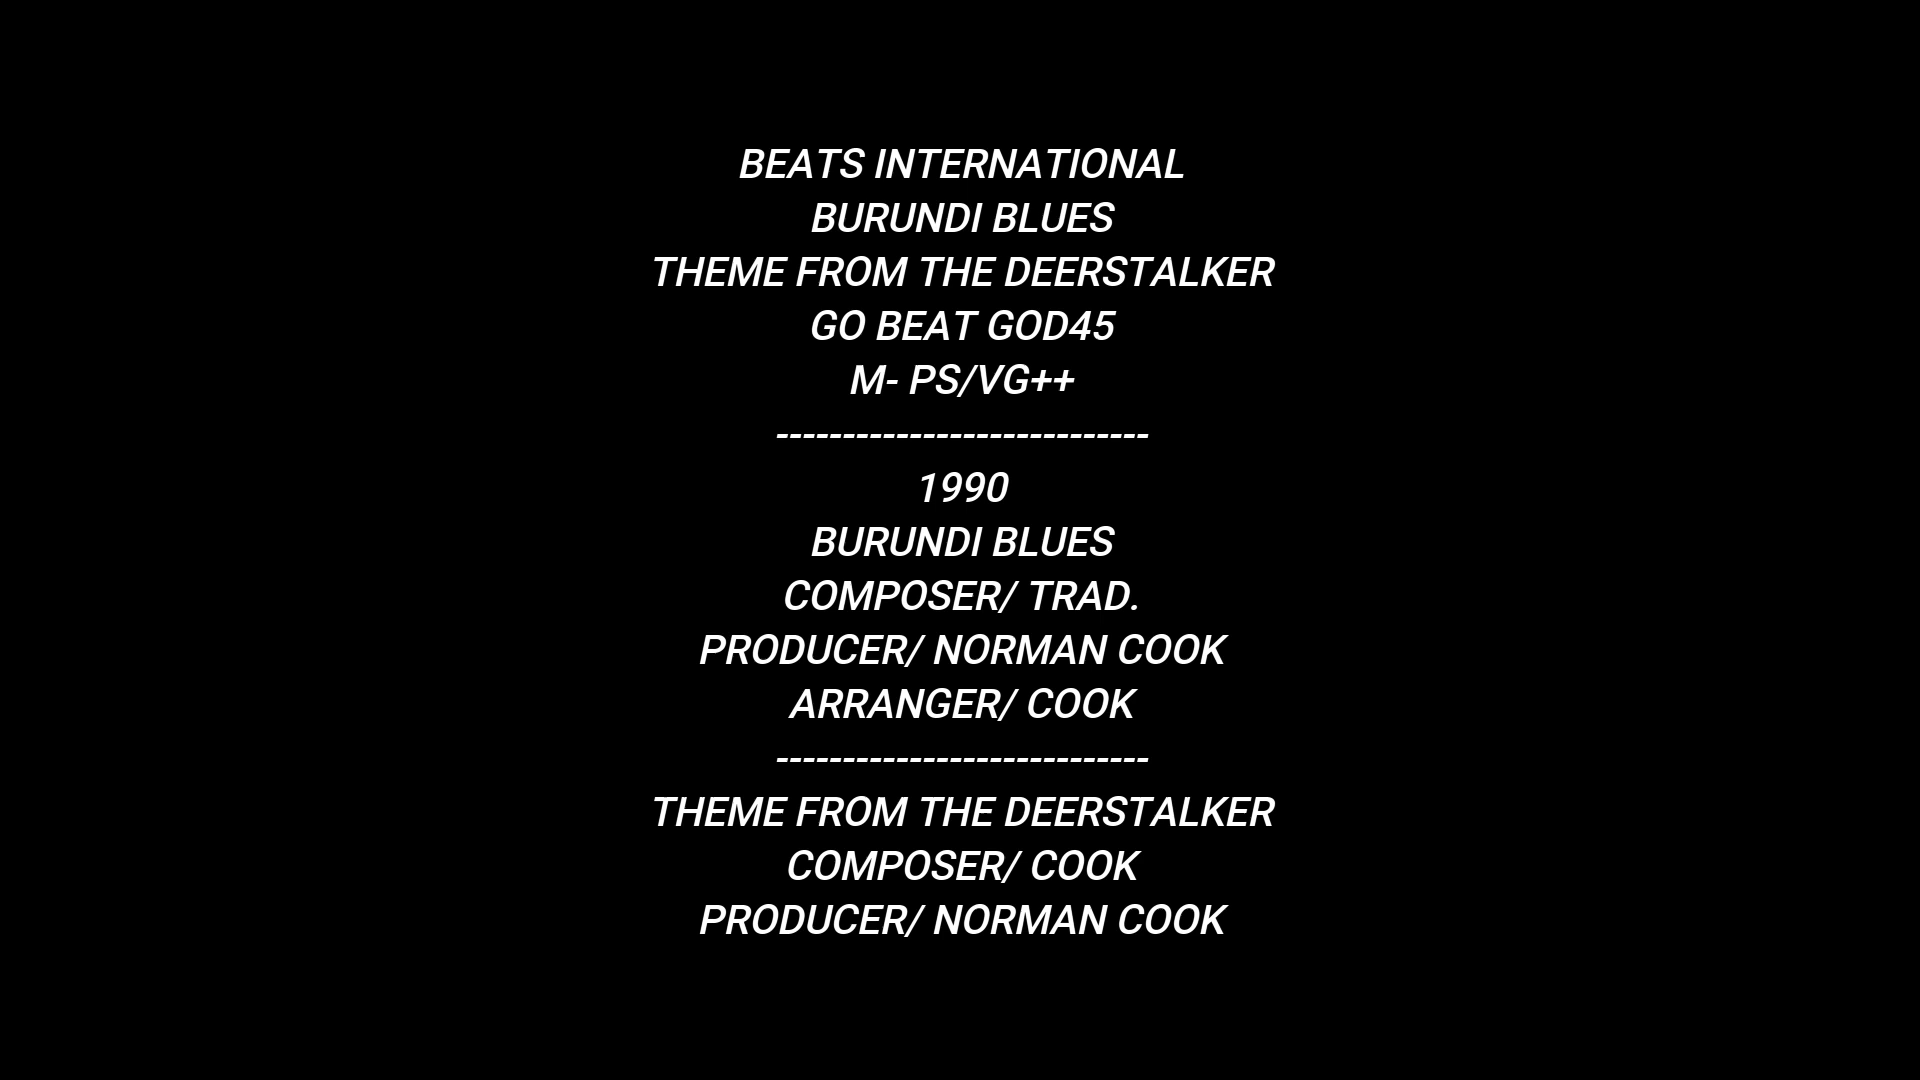 BEATS INTERNATIONAL
BURUNDI BLUES
THEME FROM THE DEERSTALKER
GO BEAT GOD45
M- PS/VG++
----------------------------
1990
BURUNDI BLUES
COMPOSER/ TRAD.
PRODUCER/ NORMAN COOK
ARRANGER/ COOK
----------------------------
THEME FROM THE DEERSTALKER
COMPOSER/ COOK
PRODUCER/ NORMAN COOK